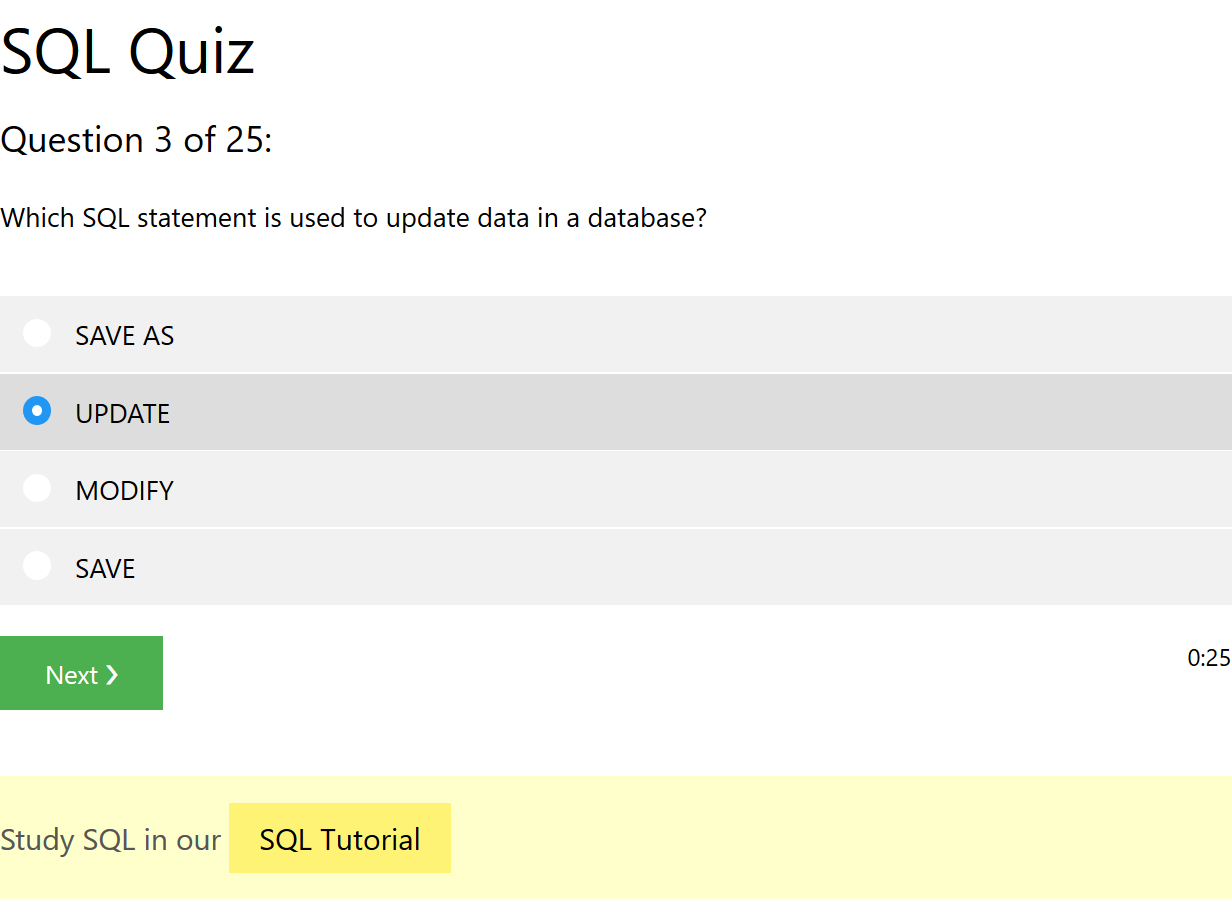 SQL Quiz
Question 3 of 25:
Which SQL statement is used to update data in a database?
SAVE AS
UPDATE
MODIFY
SAVE
Next ❯
0:25
Study SQL in our SQL Tutorial